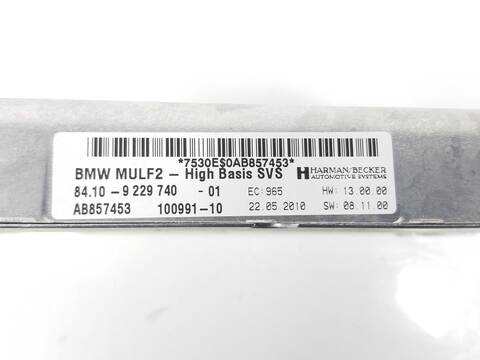 *7530E$0AB857453*
BMW MULF2 – High Basis SVS HARMAN/BECKER
AUTOMOTIVE SYSTEMS
84.10 – 9 229 740 - 01 EC: 965 HW: 13.00.00
AB857453 100991-10 22.05.2010 SW: 08.11.00